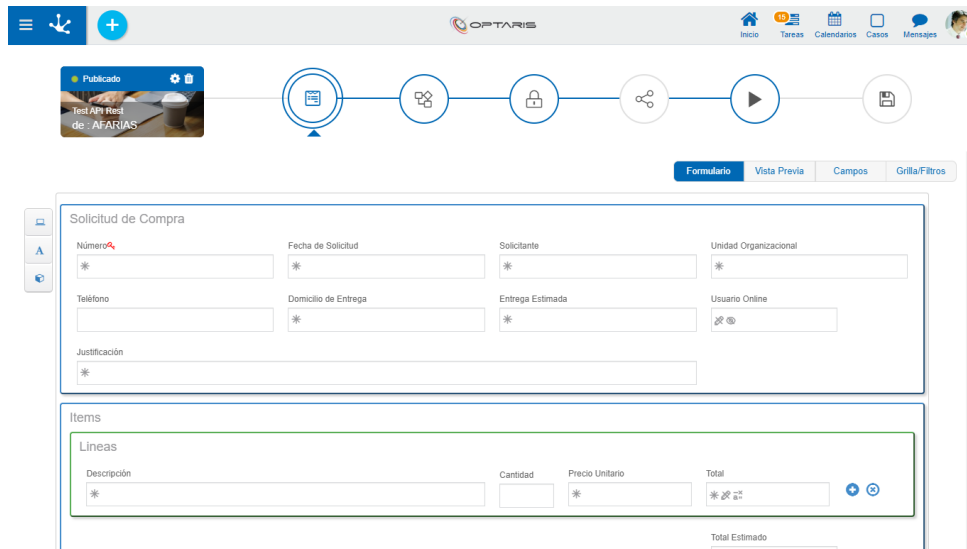 OPTARIS
15
Inicio
Tareas
Calendarios
Casos
Mensajes
Publicado
Test API Rest
de : AFARIAS
Formulario
Vista Previa
Campos
Grilla/Filtros
A
Solicitud de Compra
Número
Fecha de Solicitud
Solicitante
Unidad Organizacional
Teléfono
Domicilio de Entrega
Entrega Estimada
Usuario Online
Justificación
Items
Lineas
Descripción
Cantidad
Precio Unitario
Total
Total Estimado